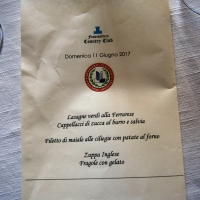 Country Club
Domenica 11 Giugno 2017
Lasagne verdi alla Ferrarese
Cappellacci di zucca al burro e salvia
Filetto di maiale alle ciliegie con patate al forno
Zuppa Inglese
Fragole con gelato